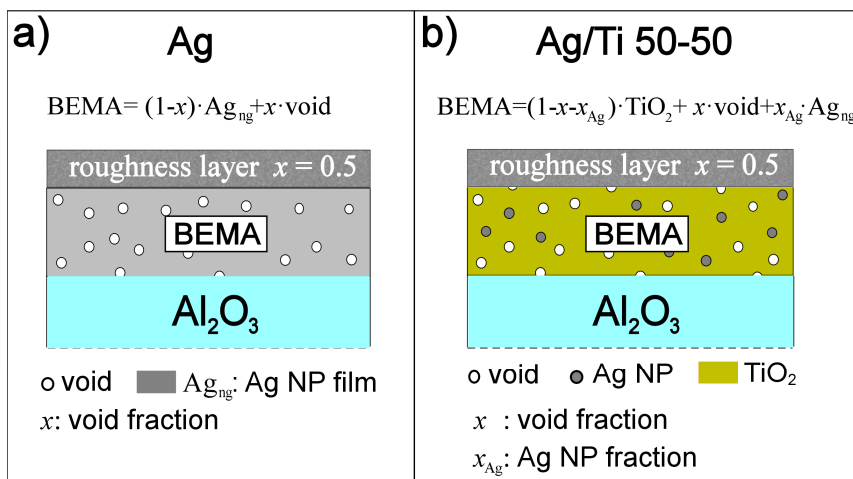 a) Ag
BEMA= (1-x)·Ag_ng+x·void
roughness layer x = 0.5
BEMA
Al₂O₃
void Ag_ng: Ag NP film
x: void fraction
b) Ag/Ti 50-50
BEMA=(1-x-x_Ag)·TiO₂+ x·void+x_Ag·Ag_ng
roughness layer x = 0.5
BEMA
Al₂O₃
void Ag NP TiO₂
x : void fraction
x_Ag: Ag NP fraction